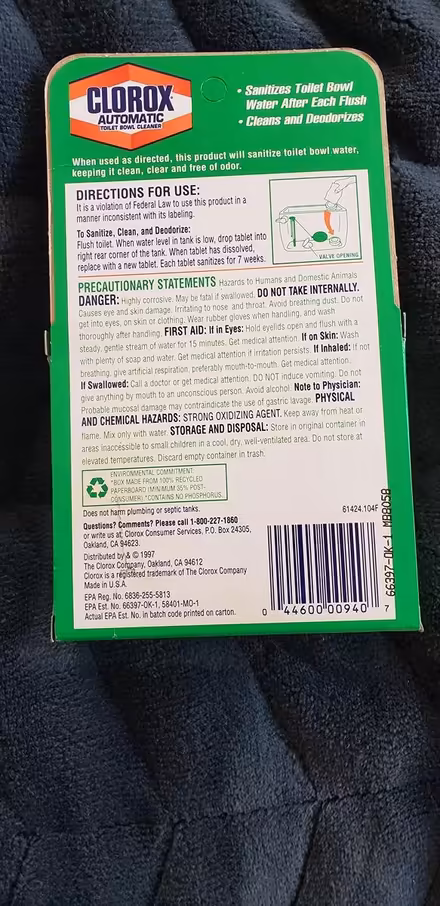 CLOROX
AUTOMATIC
TOILET BOWL CLEANER
• Sanitizes Toilet Bowl
Water After Each Flush
• Cleans and Deodorizes
When used as directed, this product will sanitize toilet bowl water,
keeping it clean, clear and free of odor.
DIRECTIONS FOR USE:
It is a violation of Federal Law to use this product in a
manner inconsistent with its labeling.
To Sanitize, Clean, and Deodorize:
Flush toilet. When water level in tank is low, drop tablet into
right rear corner of the tank. When tablet has dissolved,
replace with a new tablet. Each tablet sanitizes for 7 weeks.
VALVE OPENING
PRECAUTIONARY STATEMENTS Hazards to Humans and Domestic Animals
DANGER: Highly corrosive. May be fatal if swallowed. DO NOT TAKE INTERNALLY.
Causes eye and skin damage. Irritating to nose and throat. Avoid breathing dust. Do not
get into eyes, on skin or clothing. Wear rubber gloves when handling, and wash
thoroughly after handling. FIRST AID: If in Eyes: Hold eyelids open and flush with a
steady, gentle stream of water for 15 minutes. Get medical attention. If on Skin: Wash
with plenty of soap and water. Get medical attention if irritation persists. If Inhaled: If not
breathing, give artificial respiration, preferably mouth-to-mouth. Get medical attention.
If Swallowed: Call a doctor or get medical attention. DO NOT induce vomiting. Do not
give anything by mouth to an unconscious person. Avoid alcohol. Note to Physician:
Probable mucosal damage may contraindicate the use of gastric lavage. PHYSICAL
AND CHEMICAL HAZARDS: STRONG OXIDIZING AGENT. Keep away from heat or
flame. Mix only with water. STORAGE AND DISPOSAL: Store in original container in
areas inaccessible to small children in a cool, dry, well-ventilated area. Do not store at
elevated temperatures. Discard empty container in trash.
ENVIRONMENTAL COMMITMENT:
*BOX MADE FROM 100% RECYCLED
PAPERBOARD (MINIMUM 35% POST-
CONSUMER) *CONTAINS NO PHOSPHORUS.
Does not harm plumbing or septic tanks.
Questions? Comments? Please call 1-800-227-1860
or write us at: Clorox Consumer Services, P.O. Box 24305,
Oakland, CA 94623.
Distributed by & © 1997
The Clorox Company, Oakland, CA 94612
Clorox is a registered trademark of The Clorox Company
Made in U.S.A.
EPA Reg. No. 6836-255-5813
EPA Est. No. 66397-OK-1, 58401-MO-1
Actual EPA Est. No. in batch code printed on carton.
61424.104F
0 44600 00940 7
66397-OK-1 M88058